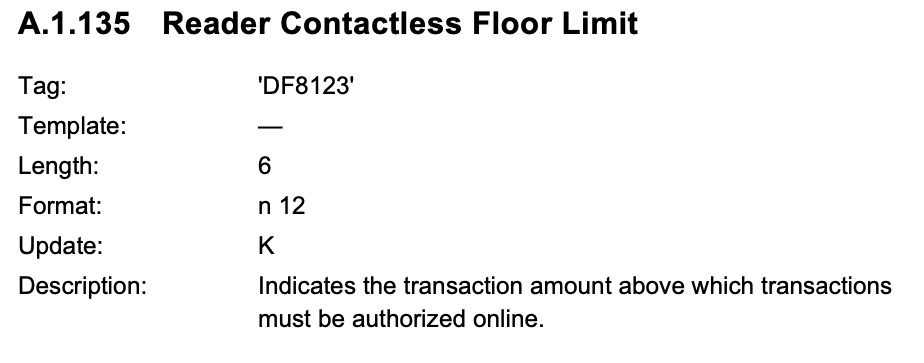 A.1.135 Reader Contactless Floor Limit
Tag: 'DF8123'
Template: —
Length: 6
Format: n 12
Update: K
Description: Indicates the transaction amount above which transactions
must be authorized online.